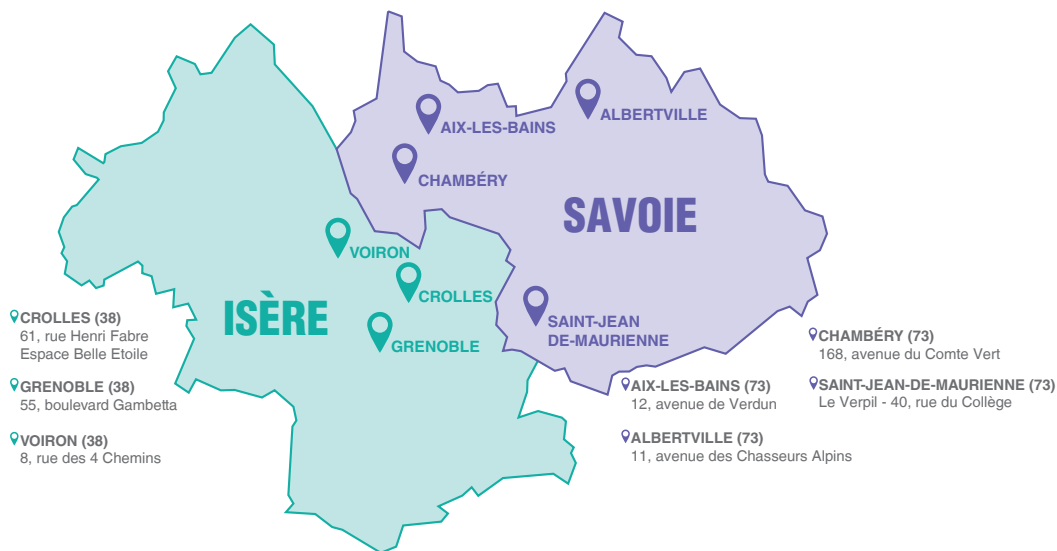 AIX-LES-BAINS
ALBERTVILLE
CHAMBÉRY
SAVOIE
VOIRON
CROLLES
ISÈRE
GRENOBLE
SAINT-JEAN
DE-MAURIENNE
CROLLES (38)
61, rue Henri Fabre
Espace Belle Etoile
GRENOBLE (38)
55, boulevard Gambetta
VOIRON (38)
8, rue des 4 Chemins
AIX-LES-BAINS (73)
12, avenue de Verdun
ALBERTVILLE (73)
11, avenue des Chasseurs Alpins
CHAMBÉRY (73)
168, avenue du Comte Vert
SAINT-JEAN-DE-MAURIENNE (73)
Le Verpil - 40, rue du Collège